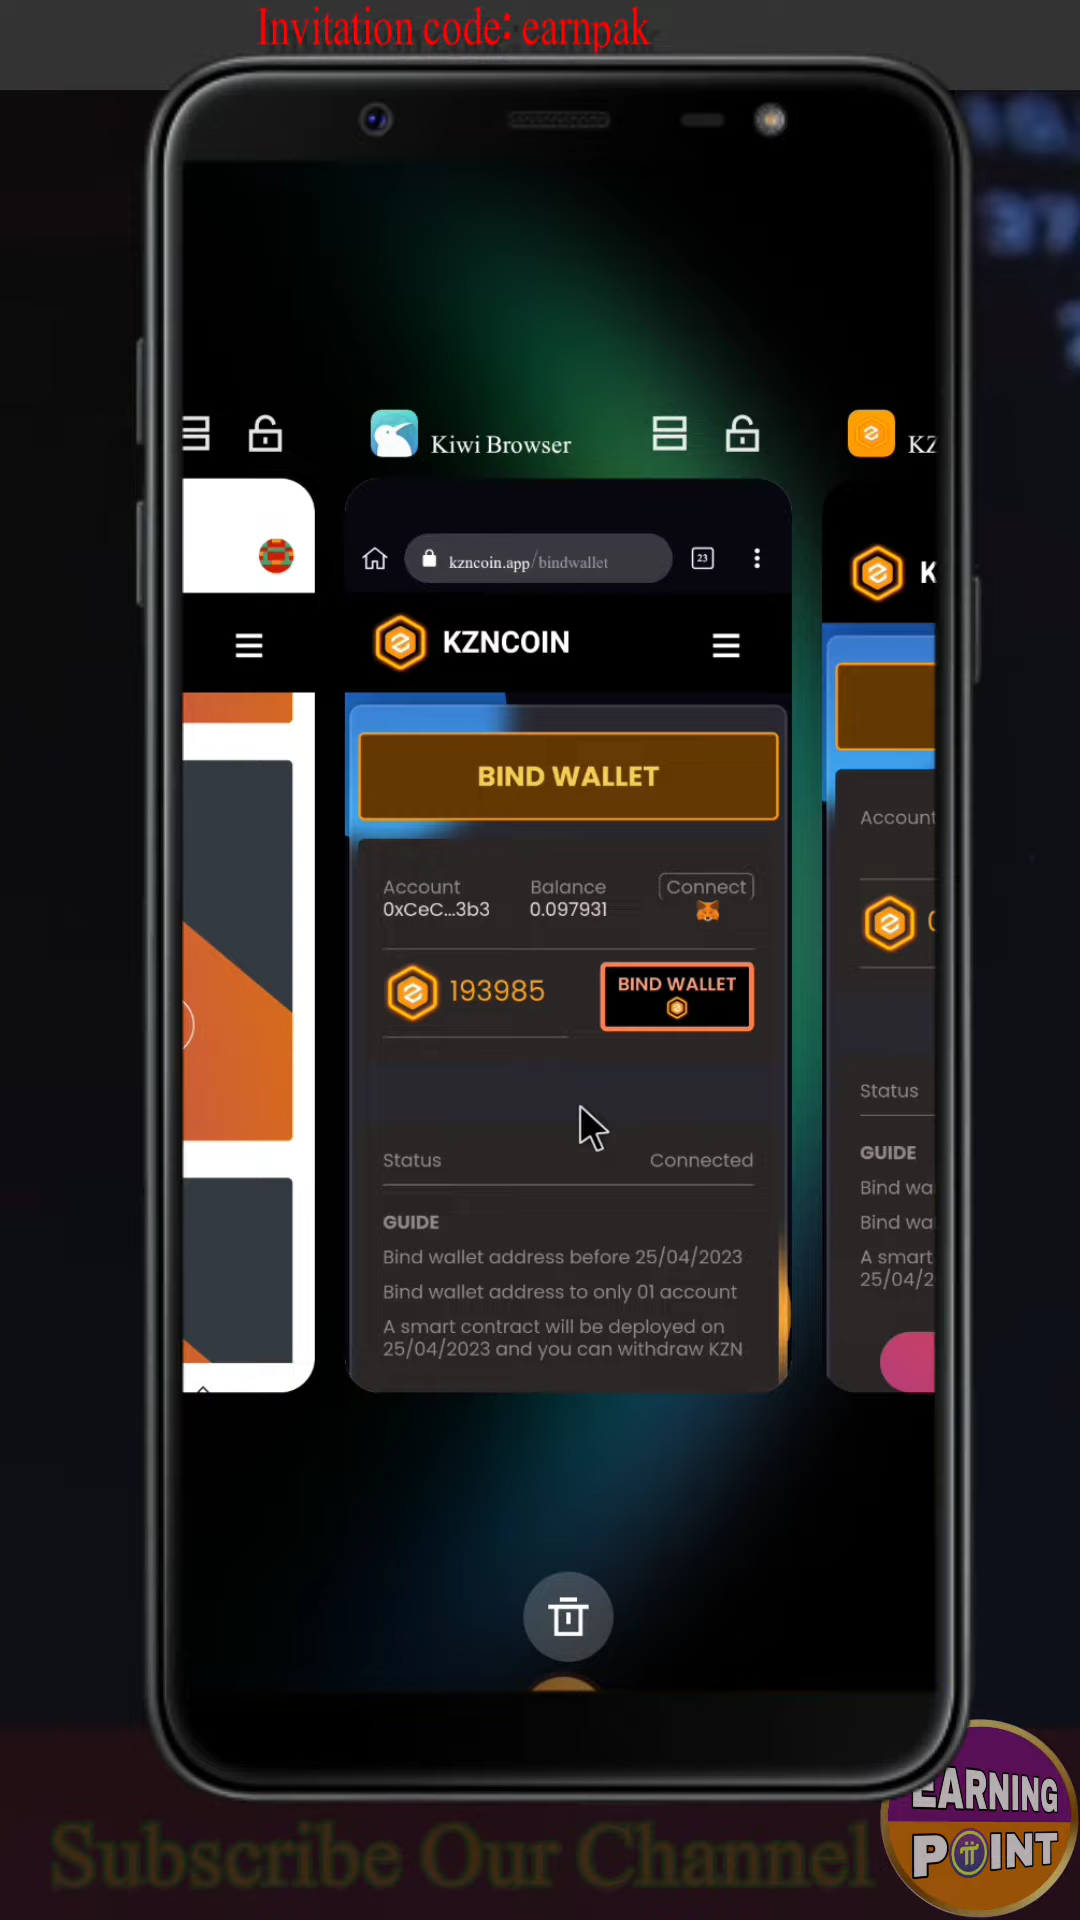 Invitation code: earnpak
37
Kiwi Browser
KZ
kzncoin.app/bindwallet
23
KZNCOIN
K
BIND WALLET
Account
Balance
Connect
0xCeC...3b3
0.097931
Account
193985
BIND WALLET
Status
Connected
Status
GUIDE
Bind wallet address before 25/04/2023
Bind wallet address to only 01 account
A smart contract will be deployed on
25/04/2023 and you can withdraw KZN
GUIDE
Bind wa
Bind wa
A smart
25/04/2
EARNING
POINT
Subscribe Our Channel